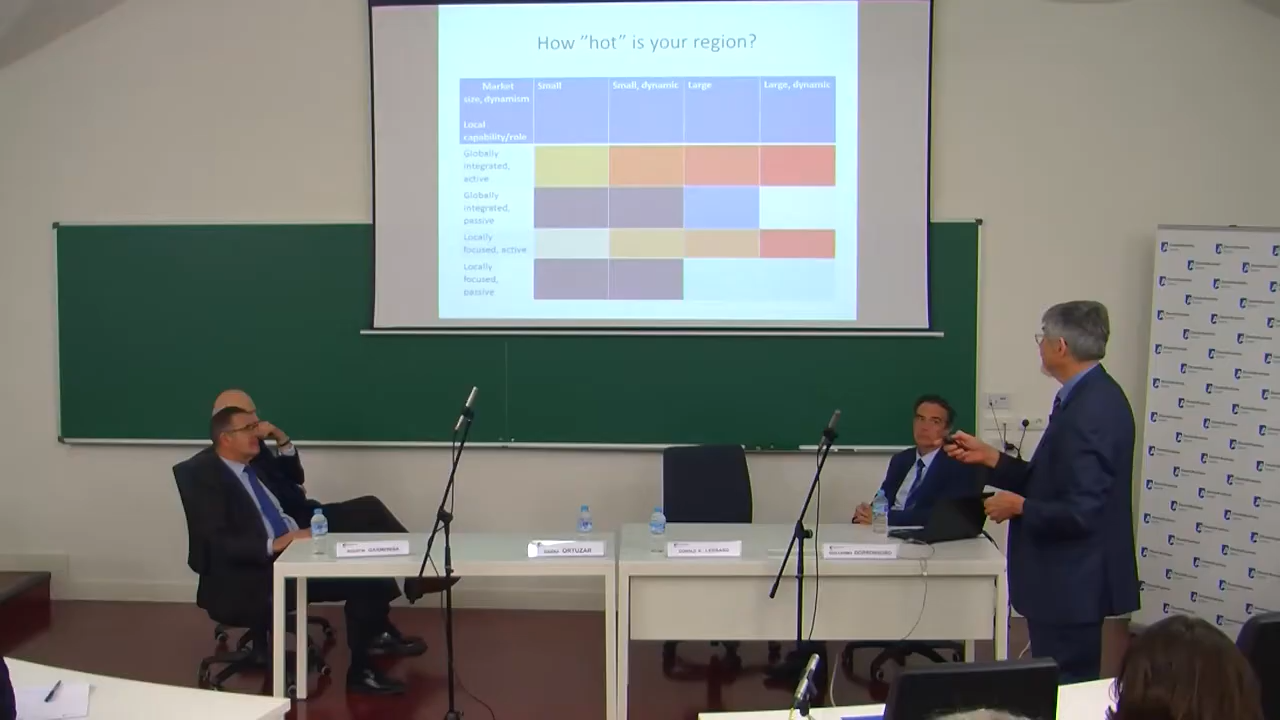 How "hot" is your region?
Market
size, dynamism
Small
Small, dynamic
Large
Large, dynamic
Local
capability/role
Globally
integrated,
active
Globally
integrated,
passive
Locally
focused, active
Locally
focused,
passive
ORTUZAR